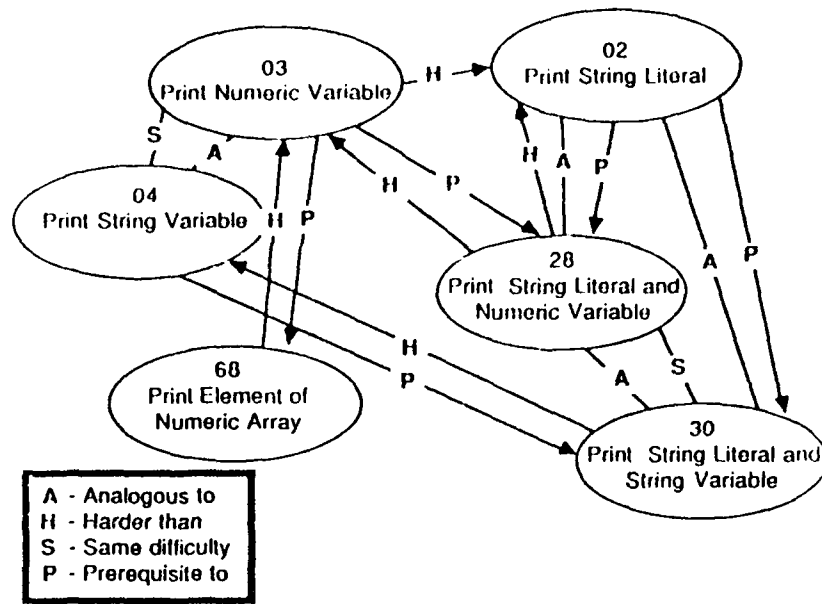 03
Print Numeric Variable
H
02
Print String Literal
S
A
H
A
P
04
Print String Variable
H
P
H
P
28
Print String Literal and
Numeric Variable
A
P
H
P
A
S
68
Print Element of
Numeric Array
30
Print String Literal and
String Variable
A - Analogous to
H - Harder than
S - Same difficulty
P - Prerequisite to